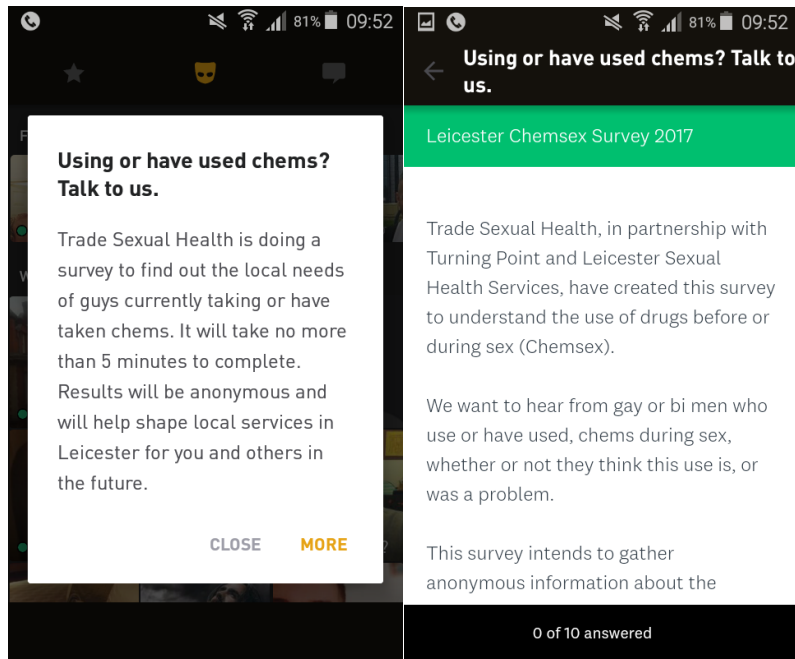 81% 09:52
Using or have used chems?
Talk to us.
Trade Sexual Health is doing a
survey to find out the local needs
of guys currently taking or have
taken chems. It will take no more
than 5 minutes to complete.
Results will be anonymous and
will help shape local services in
Leicester for you and others in
the future.
CLOSE MORE
81% 09:52
Using or have used chems? Talk to
us.
Leicester Chemsex Survey 2017
Trade Sexual Health, in partnership with
Turning Point and Leicester Sexual
Health Services, have created this survey
to understand the use of drugs before or
during sex (Chemsex).
We want to hear from gay or bi men who
use or have used, chems during sex,
whether or not they think this use is, or
was a problem.
This survey intends to gather
anonymous information about the
0 of 10 answered